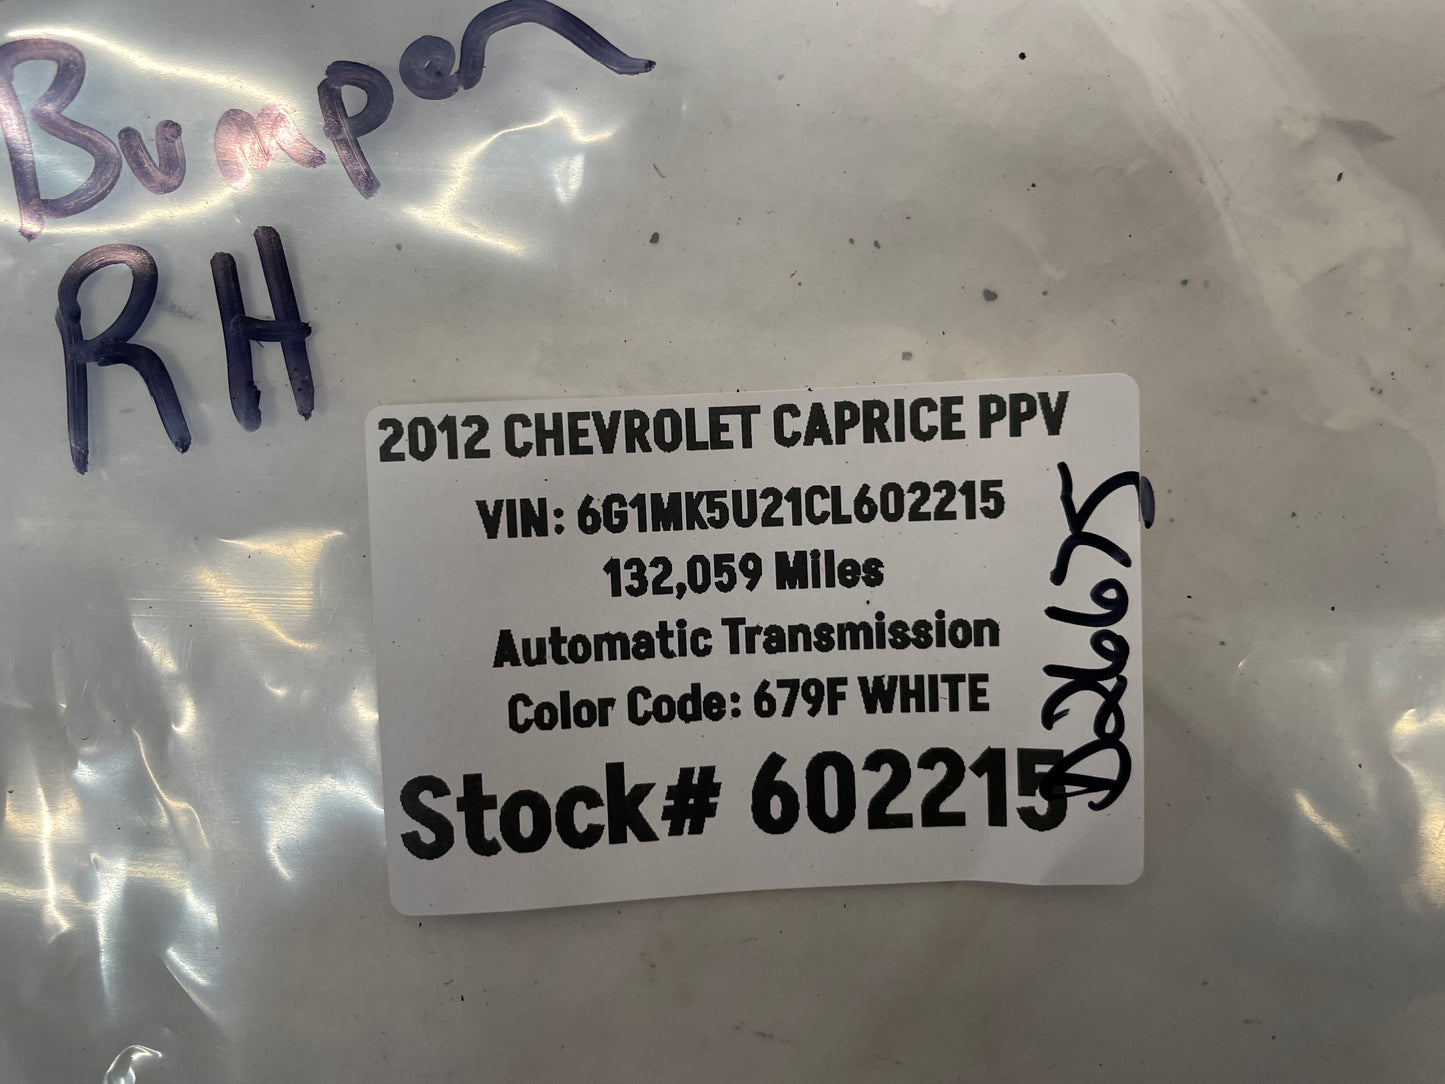 Bumper
RH
2012 CHEVROLET CAPRICE PPV
VIN: 6G1MK5U21CL602215
132,059 Miles
Automatic Transmission
Color Code: 679F WHITE
Stock# 602215
D26675